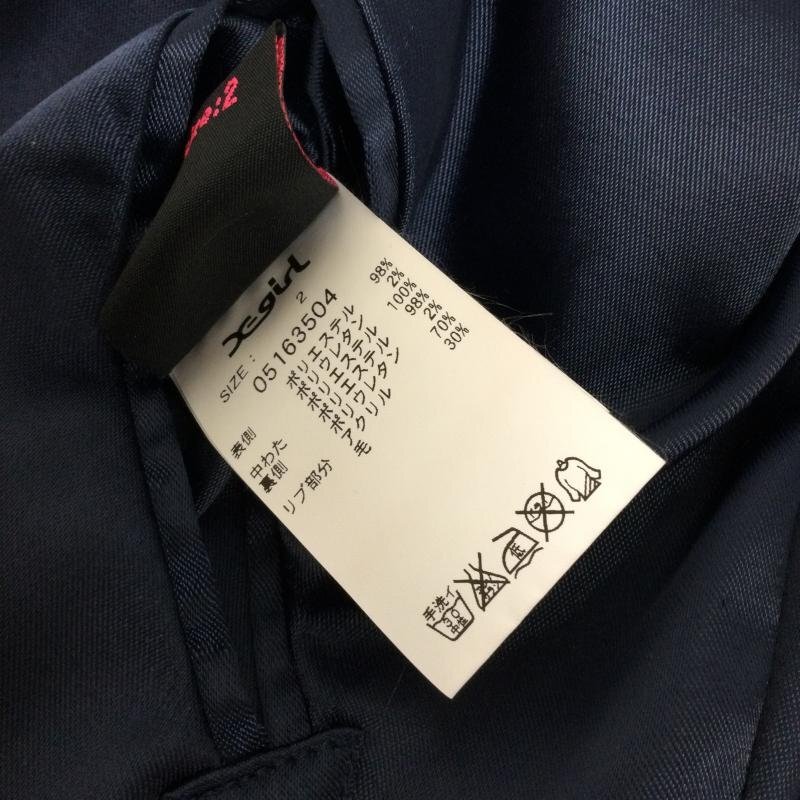 X-girl
SIZE : 2
05163504
表側 ポリエステル 98%
ポリウレタン 2%
中わた ポリエステル 100%
裏側 ポリエステル 98%
ポリウレタン 2%
リブ部分 アクリル 70%
毛 30%
手洗イ
30
中性
低